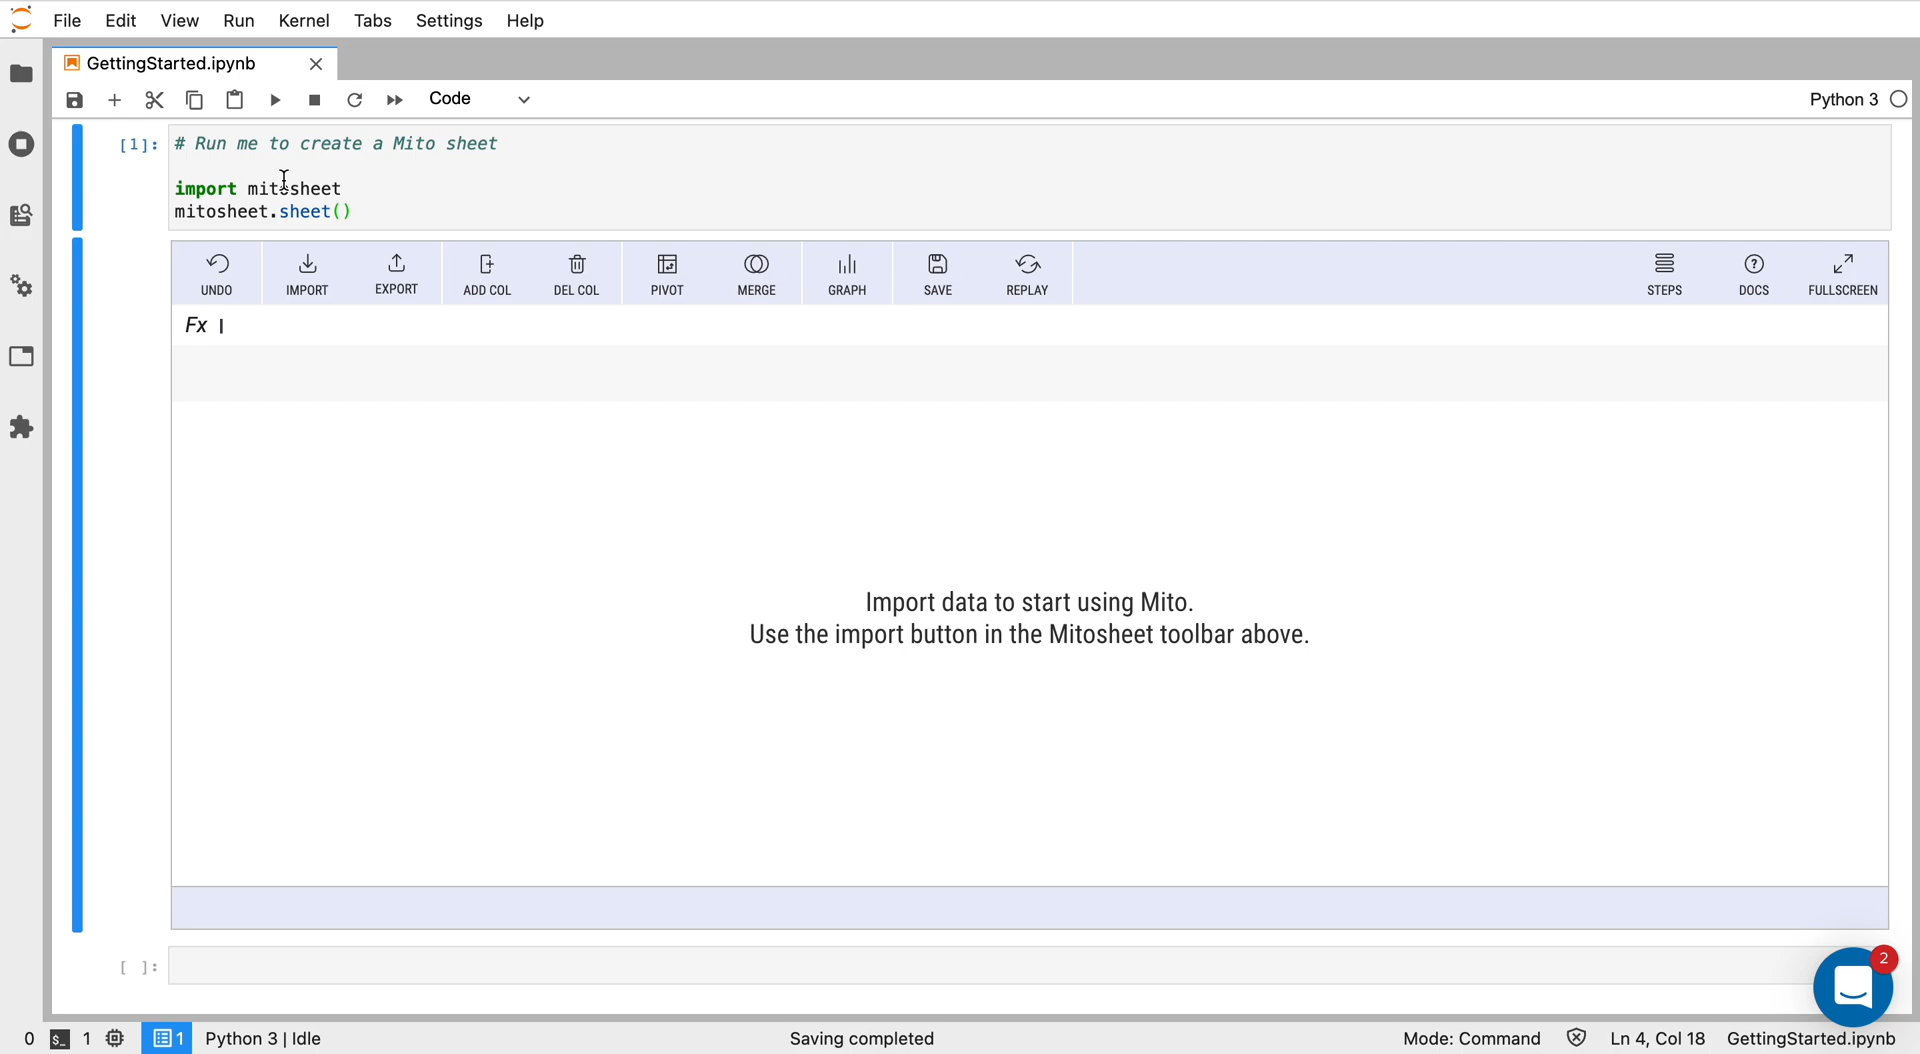 File Edit View Run Kernel Tabs Settings Help
GettingStarted.ipynb
Code
Python 3
[1]: # Run me to create a Mito sheet
import mitosheet
mitosheet.sheet()
UNDO IMPORT EXPORT ADD COL DEL COL PIVOT MERGE GRAPH SAVE REPLAY STEPS DOCS FULLSCREEN
Fx
Import data to start using Mito.
Use the import button in the Mitosheet toolbar above.
[ ]:
2
0 $_ 1 1 Python 3 | Idle Saving completed Mode: Command Ln 4, Col 18 GettingStarted.ipynb